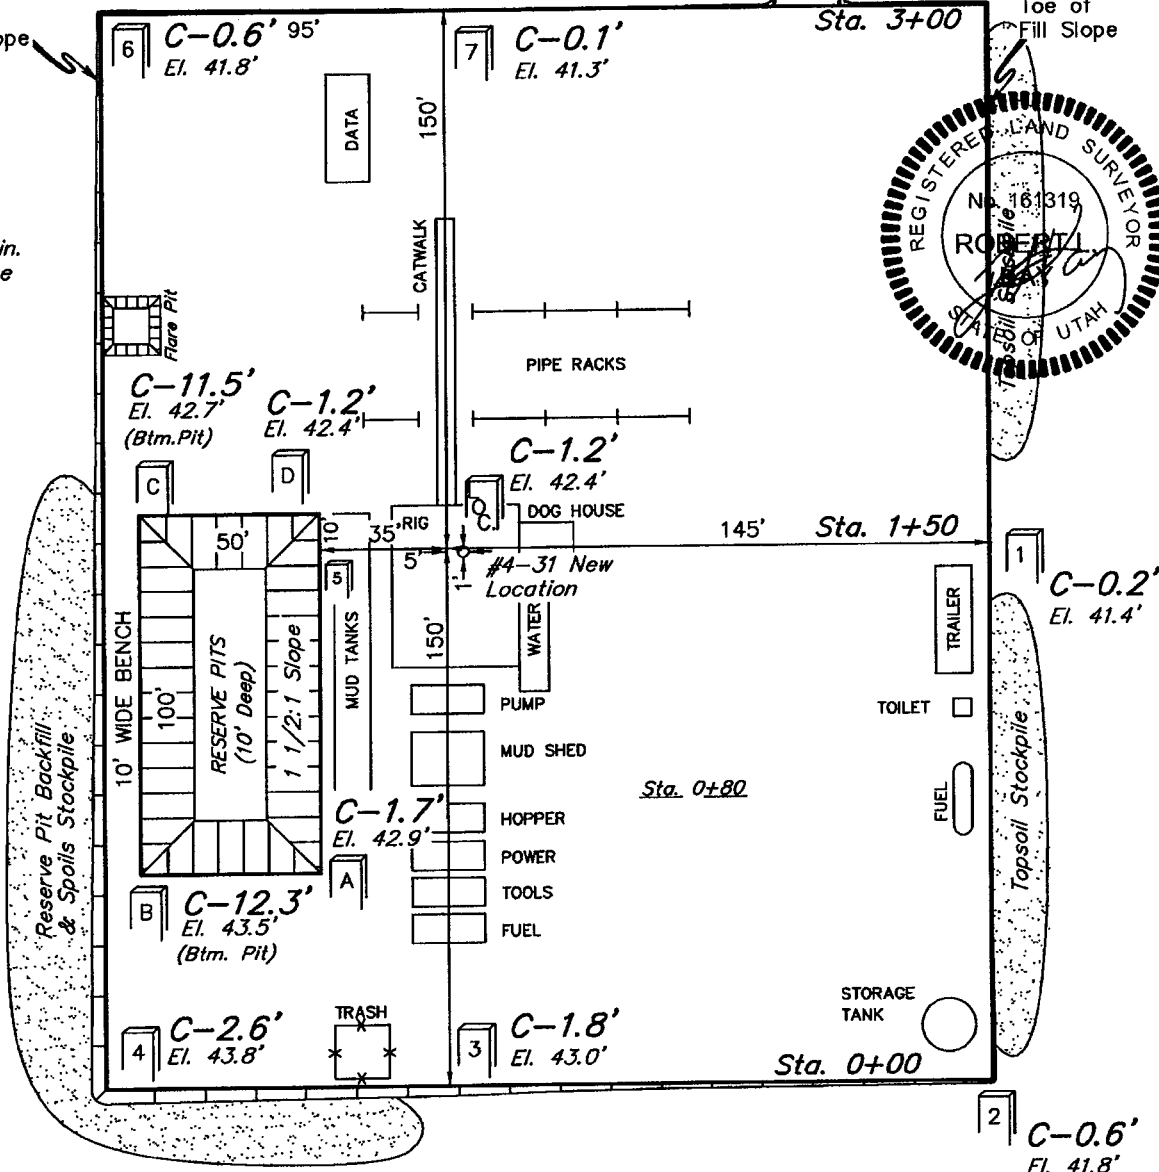 Toe of
Fill Slope
ope
Sta. 3+00
6
C-0.6'
El. 41.8'
95'
7
C-0.1'
El. 41.3'
DATA
150'
CATWALK
REGISTERED LAND SURVEYOR
No. 161319
ROBERT L.
STATE OF UTAH
Topsoil Stockpile
in.
e
Flare Pit
PIPE RACKS
C-11.5'
El. 42.7'
(Btm.Pit)
C-1.2'
El. 42.4'
C
D
C-1.2'
El. 42.4'
O
C.
RIG
DOG HOUSE
145'
Sta. 1+50
50'
10'
35'
5'
1'
#4-31 New
Location
1
C-0.2'
El. 41.4'
5
10' WIDE BENCH
100'
RESERVE PITS
(10' Deep)
1 1/2:1 Slope
MUD TANKS
150'
WATER
TRAILER
PUMP
TOILET
MUD SHED
Sta. 0+80
FUEL
Topsoil Stockpile
Reserve Pit Backfill
& Spoils Stockpile
C-1.7'
El. 42.9'
A
HOPPER
POWER
TOOLS
FUEL
B
C-12.3'
El. 43.5'
(Btm. Pit)
STORAGE
TANK
4
C-2.6'
El. 43.8'
TRASH
3
C-1.8'
El. 43.0'
Sta. 0+00
2
C-0.6'
El. 41.8'